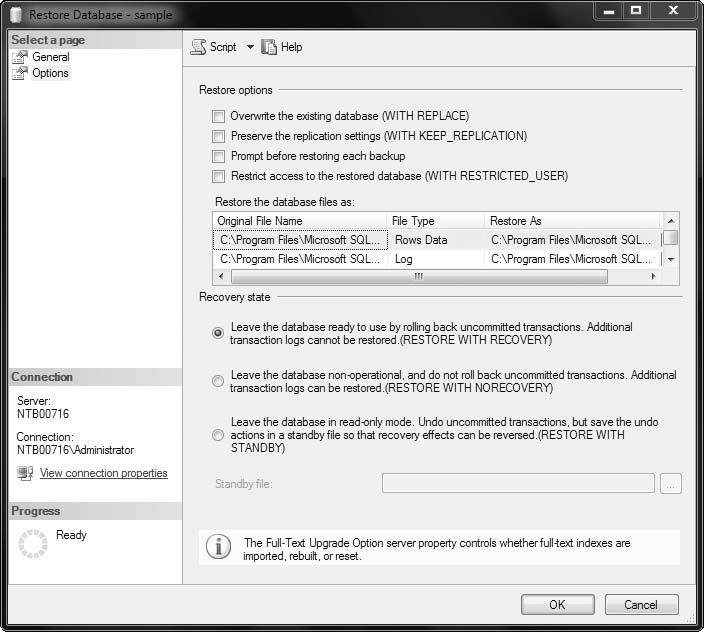 Restore Database - sample
Select a page
General
Options
Script
Help
Restore options
Overwrite the existing database (WITH REPLACE)
Preserve the replication settings (WITH KEEP_REPLICATION)
Prompt before restoring each backup
Restrict access to the restored database (WITH RESTRICTED_USER)
Restore the database files as:
Original File Name File Type Restore As
C:\Program Files\Microsoft SQL... Rows Data C:\Program Files\Microsoft SQL...
C:\Program Files\Microsoft SQL... Log C:\Program Files\Microsoft SQL...
Recovery state
Leave the database ready to use by rolling back uncommitted transactions. Additional
transaction logs cannot be restored.(RESTORE WITH RECOVERY)
Leave the database non-operational, and do not roll back uncommitted transactions. Additional
transaction logs can be restored.(RESTORE WITH NORECOVERY)
Leave the database in read-only mode. Undo uncommitted transactions, but save the undo
actions in a standby file so that recovery effects can be reversed.(RESTORE WITH
STANDBY)
Standby file:
...
Connection
Server:
NTB00716
Connection:
NTB00716\Administrator
View connection properties
Progress
Ready
The Full-Text Upgrade Option server property controls whether full-text indexes are
imported, rebuilt, or reset.
OK
Cancel